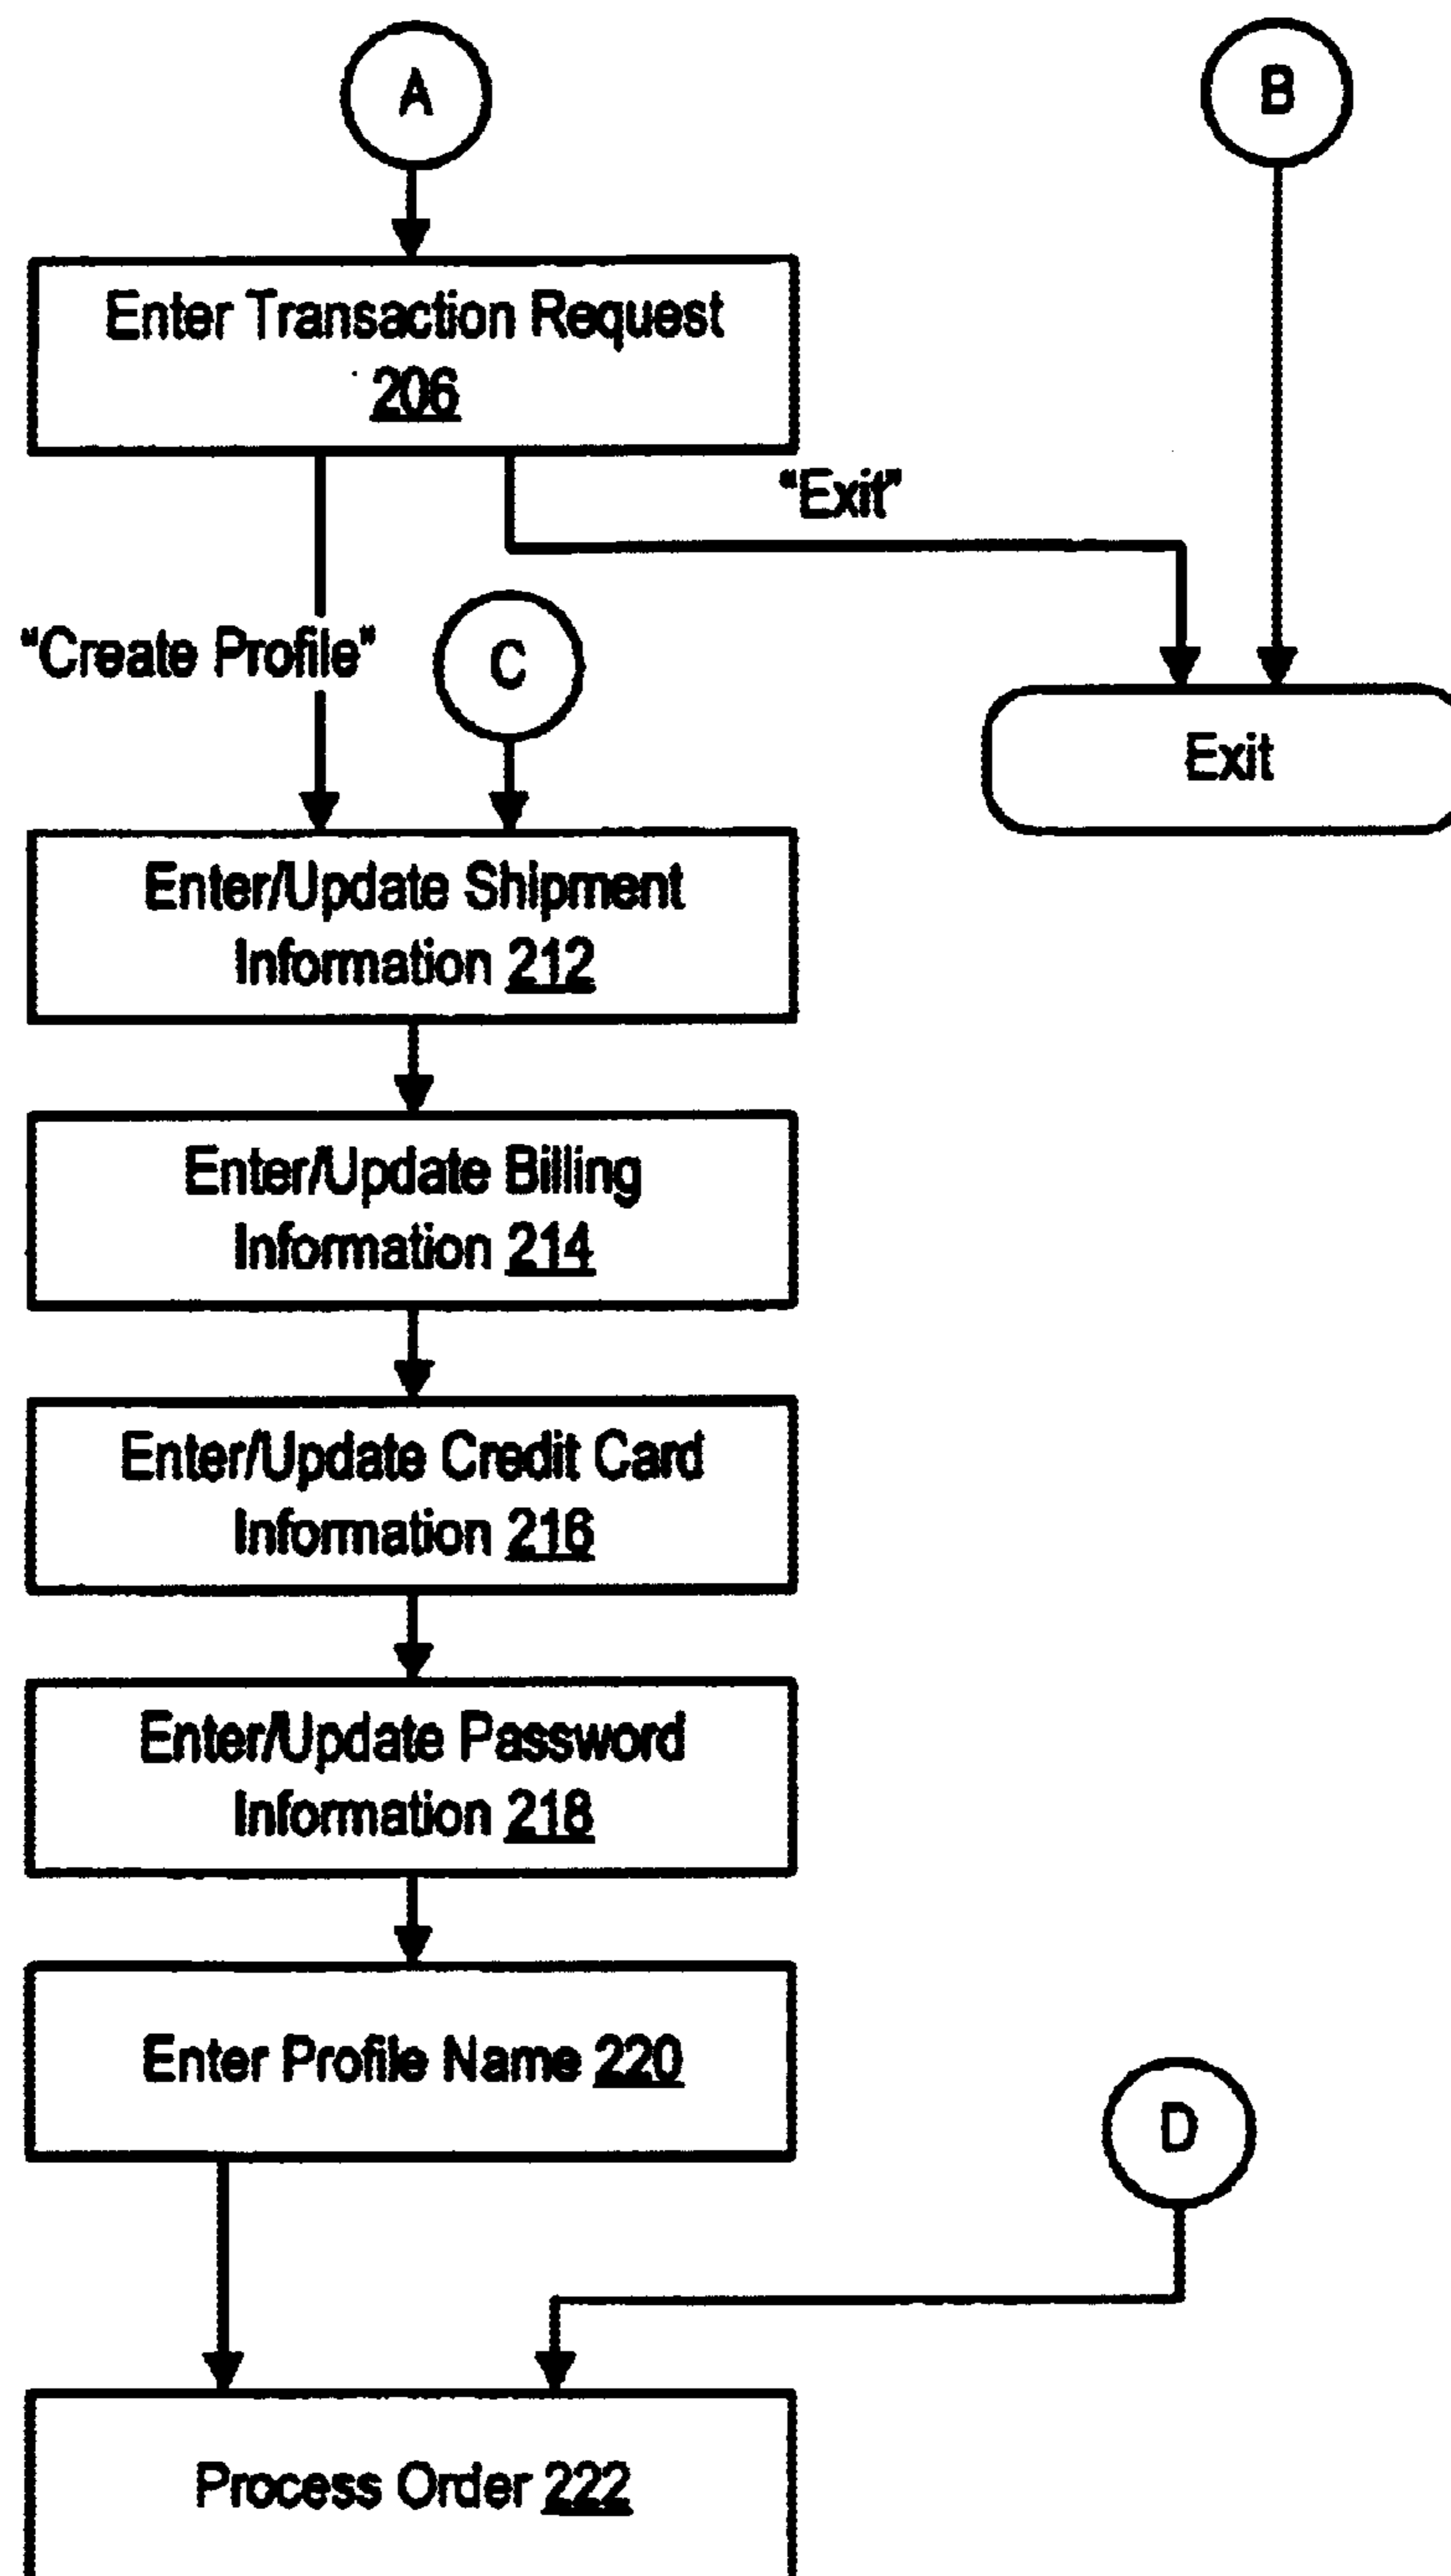 A
B
Enter Transaction Request
206
"Exit"
"Create Profile"
C
Exit
Enter/Update Shipment
Information 212
Enter/Update Billing
Information 214
Enter/Update Credit Card
Information 216
Enter/Update Password
Information 218
Enter Profile Name 220
D
Process Order 222